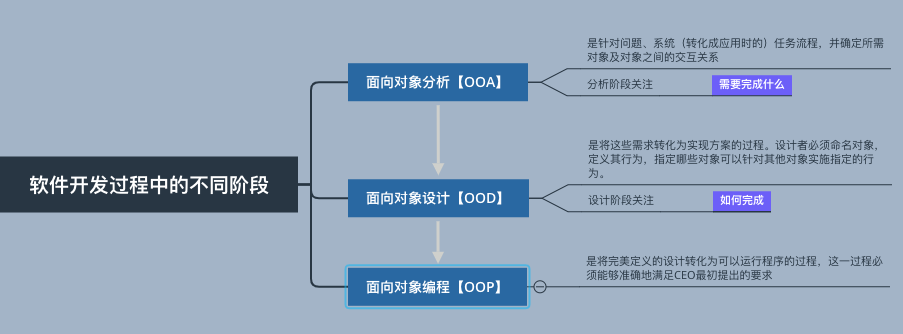 软件开发过程中的不同阶段
面向对象分析【OOA】
是针对问题、系统（转化成应用时的）任务流程，并确定所需
对象及对象之间的交互关系
分析阶段关注
需要完成什么
面向对象设计【OOD】
是将这些需求转化为实现方案的过程。设计者必须命名对象，
定义其行为，指定哪些对象可以针对其他对象实施指定的行
为。
设计阶段关注
如何完成
面向对象编程【OOP】
是将完美定义的设计转化为可以运行程序的过程，这一过程必
须能够准确地满足CEO最初提出的要求